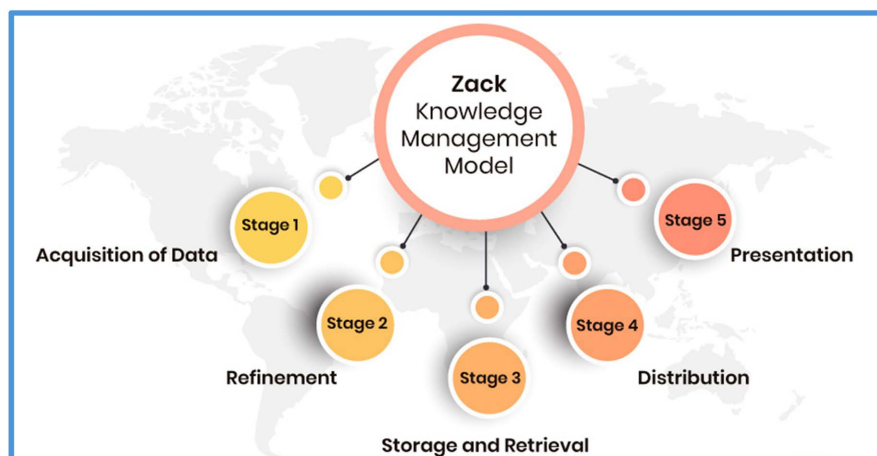 Zack
Knowledge
Management
Model
Stage 1
Acquisition of Data
Stage 2
Refinement
Stage 3
Storage and Retrieval
Stage 4
Distribution
Stage 5
Presentation